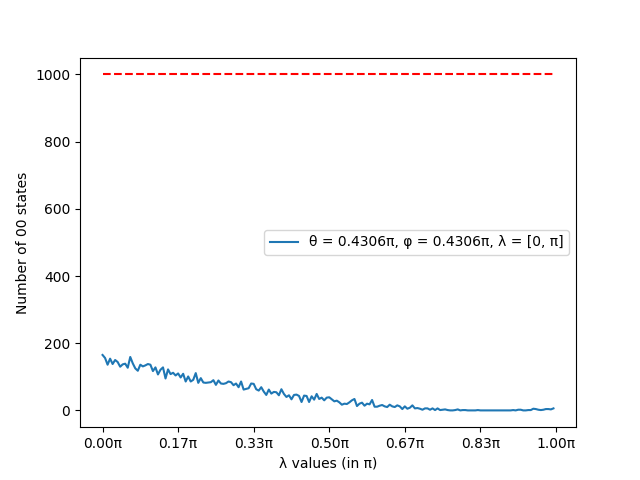 1000
800
600
400
200
0
Number of 00 states
θ = 0.4306π, φ = 0.4306π, λ = [0, π]
0.00π 0.17π 0.33π 0.50π 0.67π 0.83π 1.00π
λ values (in π)